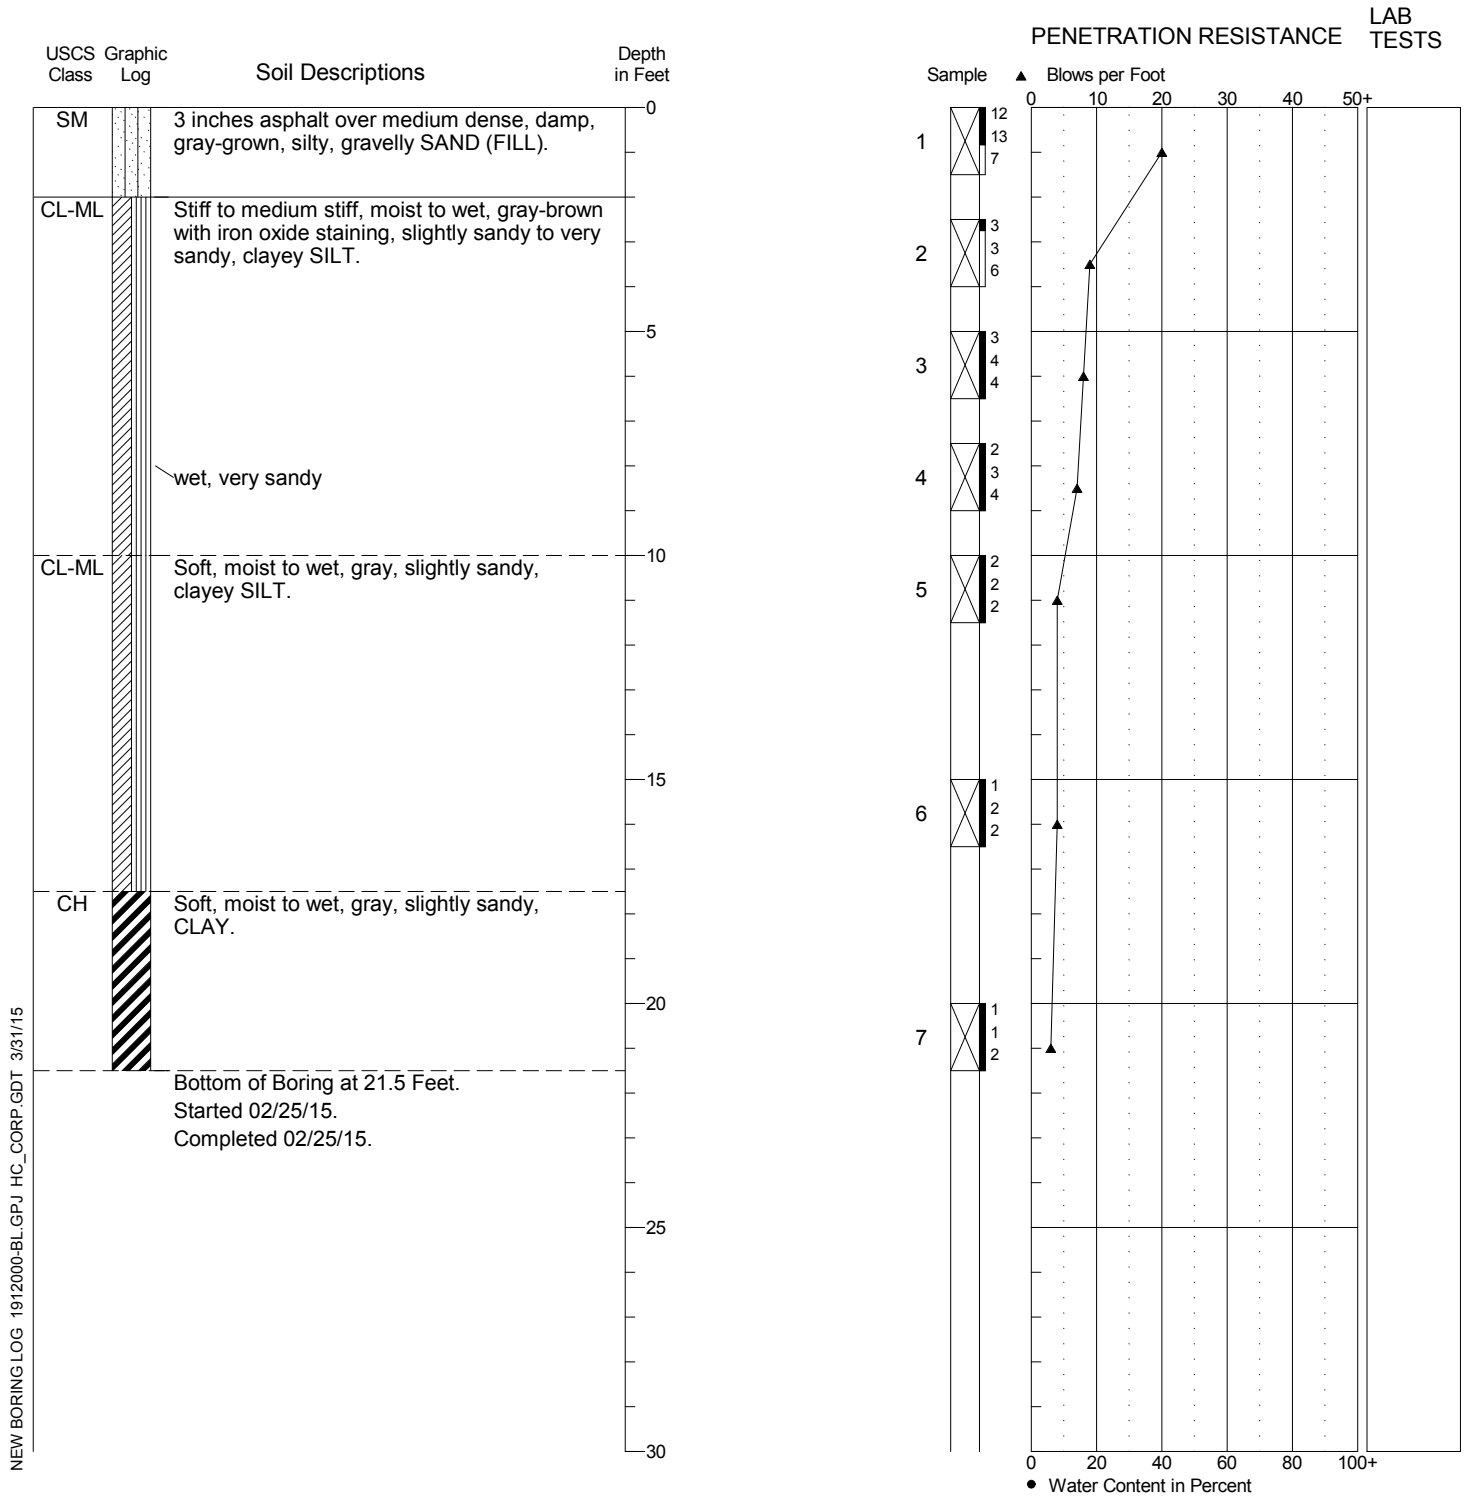 LAB
TESTS
PENETRATION RESISTANCE
USCS Graphic
Class Log
Soil Descriptions
Depth
in Feet
Sample
▲ Blows per Foot
0 10 20 30 40 50+
SM
3 inches asphalt over medium dense, damp,
gray-grown, silty, gravelly SAND (FILL).
0
1
12
13
7
CL-ML
Stiff to medium stiff, moist to wet, gray-brown
with iron oxide staining, slightly sandy to very
sandy, clayey SILT.
2
3
3
6
5
3
3
4
4
wet, very sandy
4
2
3
4
10
CL-ML
Soft, moist to wet, gray, slightly sandy,
clayey SILT.
5
2
2
2
15
6
1
2
2
CH
Soft, moist to wet, gray, slightly sandy,
CLAY.
20
7
1
1
2
Bottom of Boring at 21.5 Feet.
Started 02/25/15.
Completed 02/25/15.
25
30
0 20 40 60 80 100+
● Water Content in Percent
NEW BORING LOG 1912000-BL.GPJ HC_CORP.GDT 3/31/15